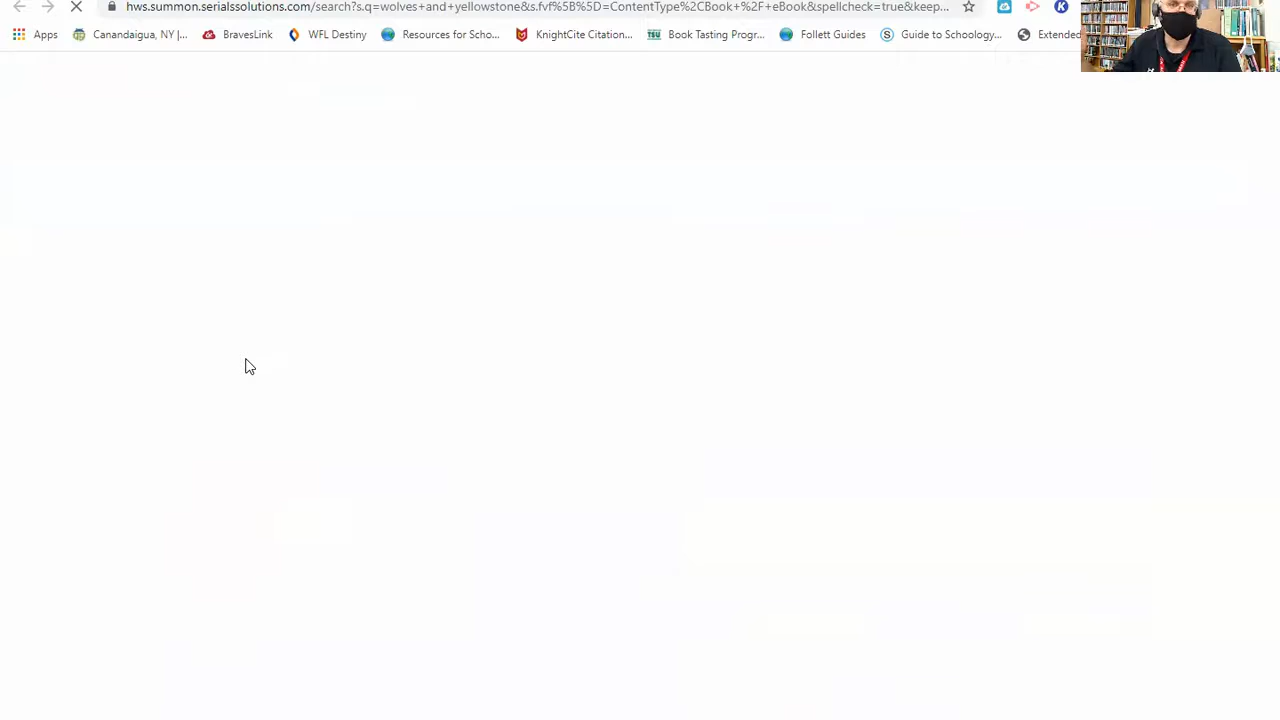 hws.summon.serialssolutions.com/search?s.q=wolves+and+yellowstone&s.fvf%5B%5D=ContentType%2CBook+%2F+eBook&spellcheck=true&keep...
K
Apps
Canandaigua, NY |...
BravesLink
WFL Destiny
Resources for Scho...
KnightCite Citation...
Book Tasting Progr...
Follett Guides
S
Guide to Schoology...
Extended